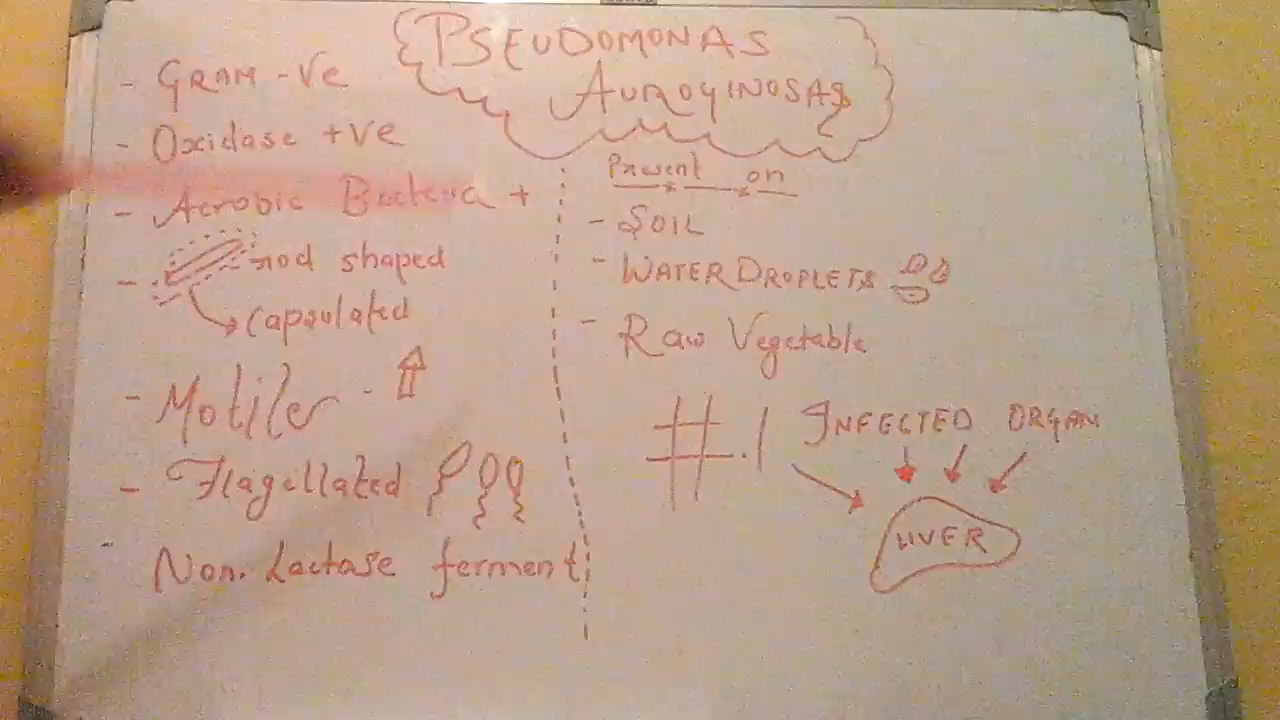 PSEUDOMONAS
AUROGINOSAS
- GRAM -Ve
- Oxidase +ve
- Aerobic Bacteria +
- rod shaped
capsulated
- Motiler - ⇑
- Flagellated
- Non. Lactase ferment
Present on
- SOIL
- WATER DROPLETS
- Raw Vegetable
#.1 INFECTED ORGAN
LIVER